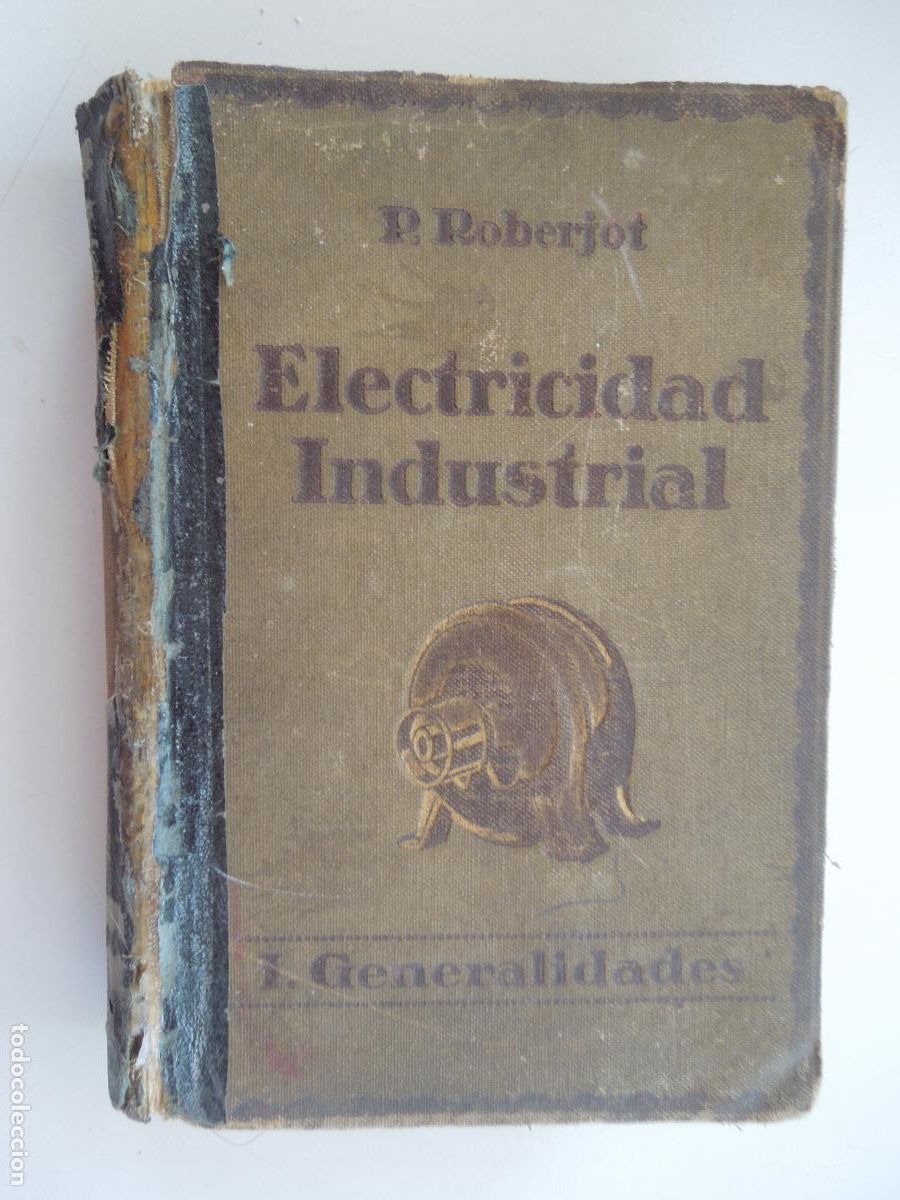 P. Roberjot
Electricidad
Industrial
I. Generalidades
todocoleccion